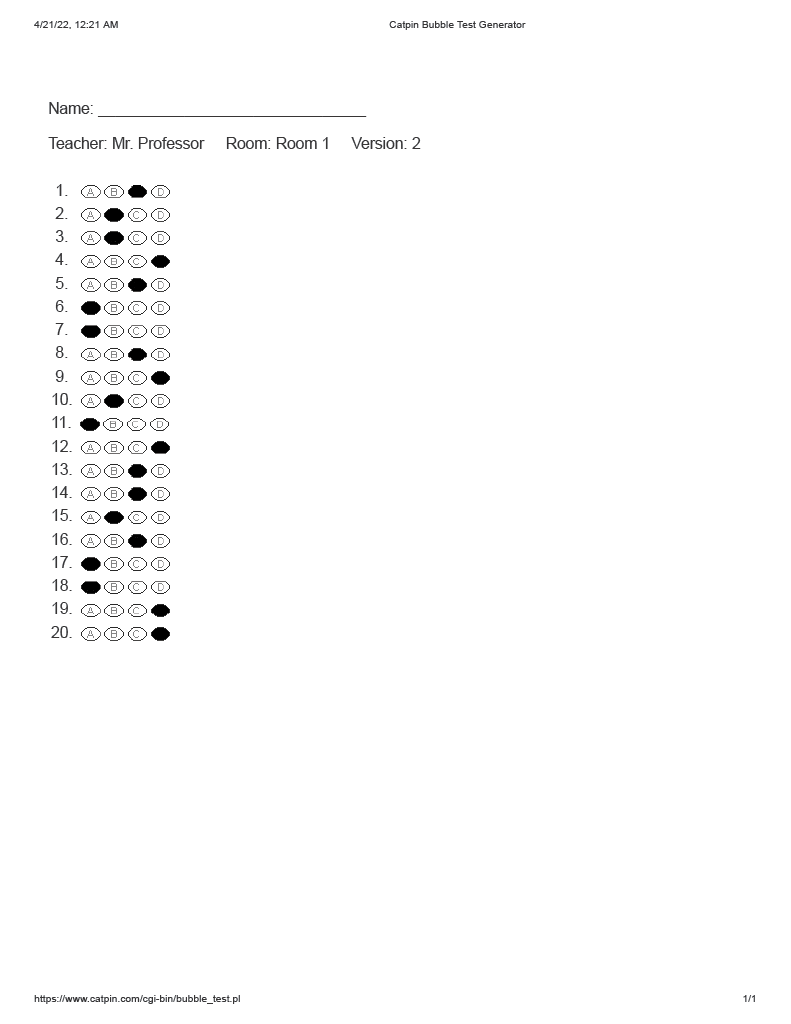 4/21/22, 12:21 AM Catpin Bubble Test Generator
Name: ______________________________
Teacher: Mr. Professor Room: Room 1 Version: 2
1. A B D
2. A C D
3. A C D
4. A B C
5. A B D
6. B C D
7. B C D
8. A B D
9. A B C
10. A C D
11. B C D
12. A B C
13. A B D
14. A B D
15. A C D
16. A B D
17. B C D
18. B C D
19. A B C
20. A B C
https://www.catpin.com/cgi-bin/bubble_test.pl 1/1